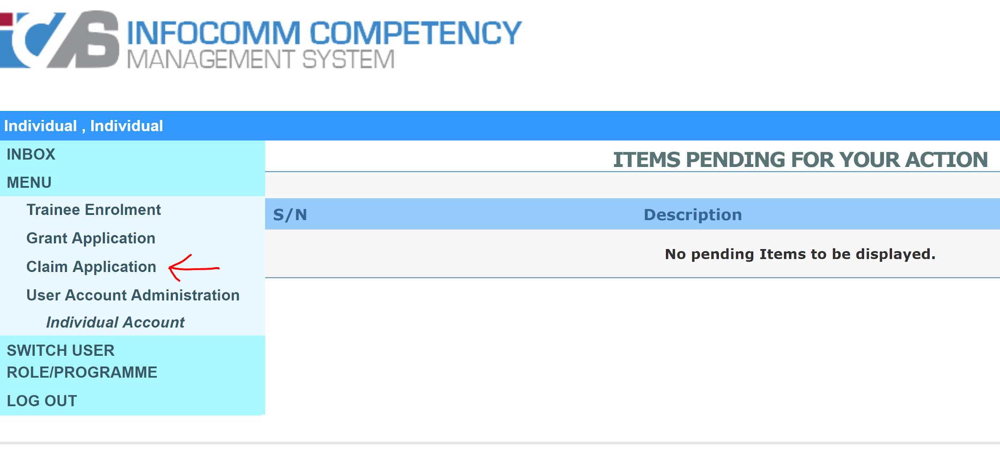 INFOCOMM COMPETENCY
MANAGEMENT SYSTEM
Individual , Individual
INBOX
MENU
Trainee Enrolment
Grant Application
Claim Application
User Account Administration
Individual Account
SWITCH USER
ROLE/PROGRAMME
LOG OUT
ITEMS PENDING FOR YOUR ACTION
S/N Description
No pending Items to be displayed.